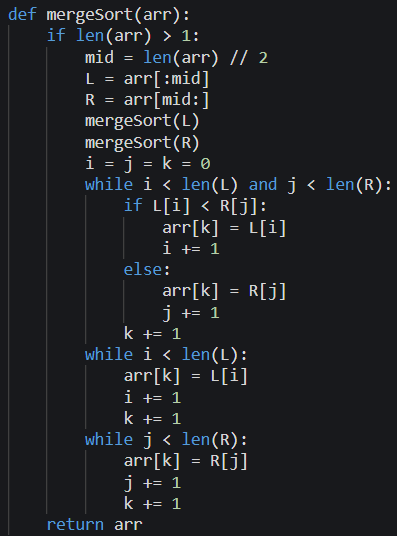 def mergeSort(arr):
    if len(arr) > 1:
        mid = len(arr) // 2
        L = arr[:mid]
        R = arr[mid:]
        mergeSort(L)
        mergeSort(R)
        i = j = k = 0
        while i < len(L) and j < len(R):
            if L[i] < R[j]:
                arr[k] = L[i]
                i += 1
            else:
                arr[k] = R[j]
                j += 1
            k += 1
        while i < len(L):
            arr[k] = L[i]
            i += 1
            k += 1
        while j < len(R):
            arr[k] = R[j]
            j += 1
            k += 1
    return arr